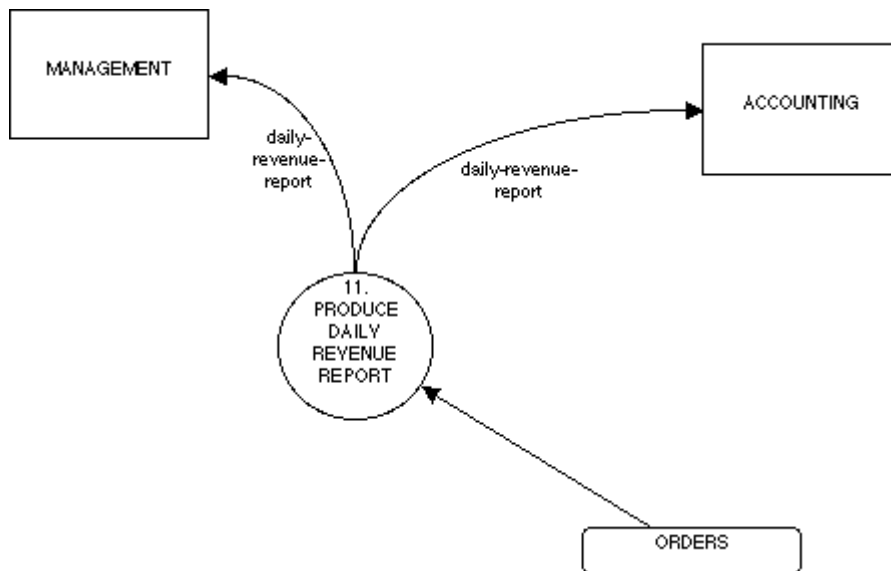 MANAGEMENT
ACCOUNTING
daily-
revenue-
report
daily-revenue-
report
11.
PRODUCE
DAILY
REVENUE
REPORT
ORDERS